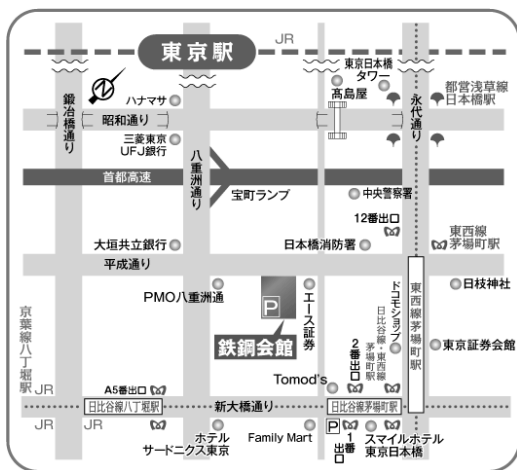 JR
東京駅
東京日本橋
タワー
髙島屋
都営浅草線
日本橋駅
鍛冶橋通り
ハナマサ
昭和通り
永代通り
三菱東京
UFJ銀行
八重洲通り
首都高速
宝町ランプ
中央警察署
12番出口
大垣共立銀行
日本橋消防署
東西線
茅場町駅
平成通り
PMO八重洲通
P
エース証券
鉄鋼会館
ドコモショップ
日比谷線・東西線
茅場町駅
東西線茅場町駅
日枝神社
東京証券会館
京葉線八丁堀駅
2番出口
Tomod's
JR
A5番出口
日比谷線八丁堀駅
新大橋通り
日比谷線茅場町駅
JR
JR
ホテル
サードニクス東京
Family Mart
P
1出口
スマイルホテル
東京日本橋